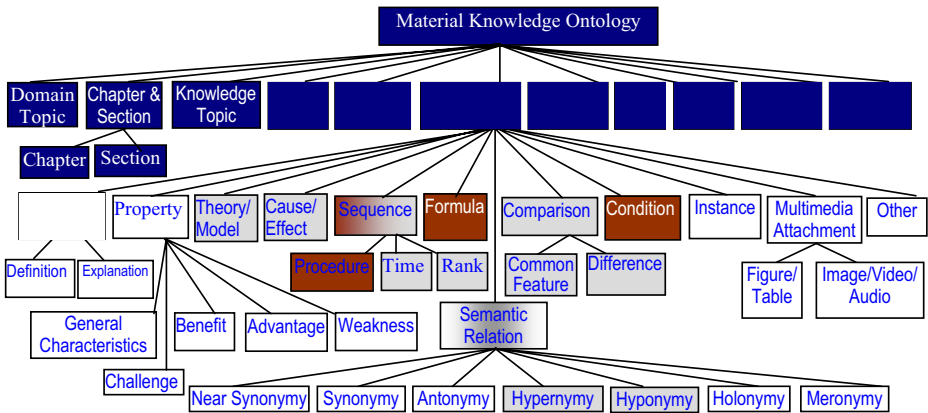 Material Knowledge Ontology
Domain
Topic
Chapter &
Section
Knowledge
Topic
Chapter
Section
Property
Theory/
Model
Cause/
Effect
Sequence
Formula
Comparison
Condition
Instance
Multimedia
Attachment
Other
Definition
Explanation
Procedure
Time
Rank
Common
Feature
Difference
Figure/
Table
Image/Video/
Audio
General
Characteristics
Benefit
Advantage
Weakness
Semantic
Relation
Challenge
Near Synonymy
Synonymy
Antonymy
Hypernymy
Hyponymy
Holonymy
Meronymy